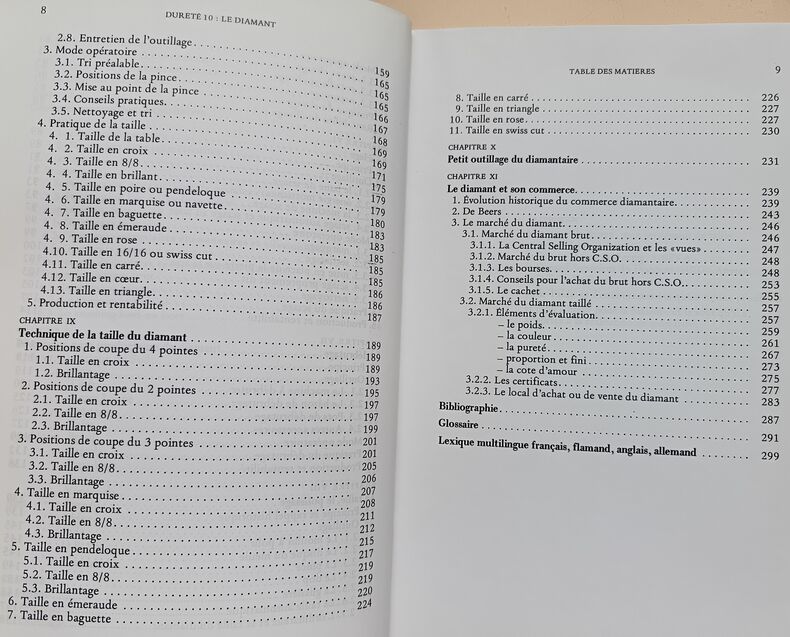 8
DURETÉ 10 : LE DIAMANT
2.8. Entretien de l'outillage. 159
3. Mode opératoire 165
3.1. Tri préalable. 165
3.2. Positions de la pince. 165
3.3. Mise au point de la pince 165
3.4. Conseils pratiques. 167
3.5. Nettoyage et tri 168
4. Pratique de la taille 169
4. 1. Taille de la table. 169
4. 2. Taille en croix 171
4. 3. Taille en 8/8. 175
4. 4. Taille en brillant 179
4. 5. Taille en poire ou pendeloque 179
4. 6. Taille en marquise ou navette 180
4. 7. Taille en baguette 183
4. 8. Taille en émeraude 183
4. 9. Taille en rose 185
4.10. Taille en 16/16 ou swiss cut 185
4.11. Taille en carré. 185
4.12. Taille en cœur. 186
4.13. Taille en triangle. 186
5. Production et rentabilité 187
CHAPITRE IX
Technique de la taille du diamant 189
1. Positions de coupe du 4 pointes 189
1.1. Taille en croix 189
1.2. Brillantage 193
2. Positions de coupe du 2 pointes 195
2.1. Taille en croix 197
2.2. Taille en 8/8. 197
2.3. Brillantage 199
3. Positions de coupe du 3 pointes 201
3.1. Taille en croix 201
3.2. Taille en 8/8. 205
3.3. Brillantage 206
4. Taille en marquise 207
4.1. Taille en croix 208
4.2. Taille en 8/8. 211
4.3. Brillantage 212
5. Taille en pendeloque 215
5.1. Taille en croix 217
5.2. Taille en 8/8. 219
5.3. Brillantage 219
6. Taille en émeraude 220
7. Taille en baguette 224
TABLE DES MATIERES
9
8. Taille en carré 226
9. Taille en triangle. 227
10. Taille en rose. 227
11. Taille en swiss cut 230
CHAPITRE X
Petit outillage du diamantaire 231
CHAPITRE XI
Le diamant et son commerce. 239
1. Évolution historique du commerce diamantaire. 239
2. De Beers 243
3. Le marché du diamant. 246
3.1. Marché du diamant brut 246
3.1.1. La Central Selling Organization et les «vues» 247
3.1.2. Marché du brut hors C.S.O. 248
3.1.3. Les bourses. 248
3.1.4. Conseils pour l'achat du brut hors C.S.O. 253
3.1.5. Le cachet 255
3.2. Marché du diamant taillé 257
3.2.1. Éléments d'évaluation. 257
– le poids. 259
– la couleur 261
– la pureté. 267
– proportion et fini 273
– la cote d'amour 275
3.2.2. Les certificats. 277
3.2.3. Le local d'achat ou de vente du diamant 283
Bibliographie. 287
Glossaire 291
Lexique multilingue français, flamand, anglais, allemand 299